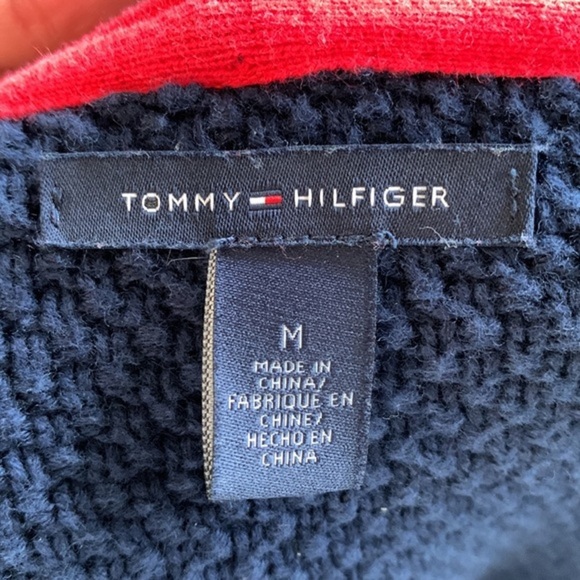 TOMMY HILFIGER
M
MADE IN
CHINA/
FABRIQUE EN
CHINE/
HECHO EN
CHINA